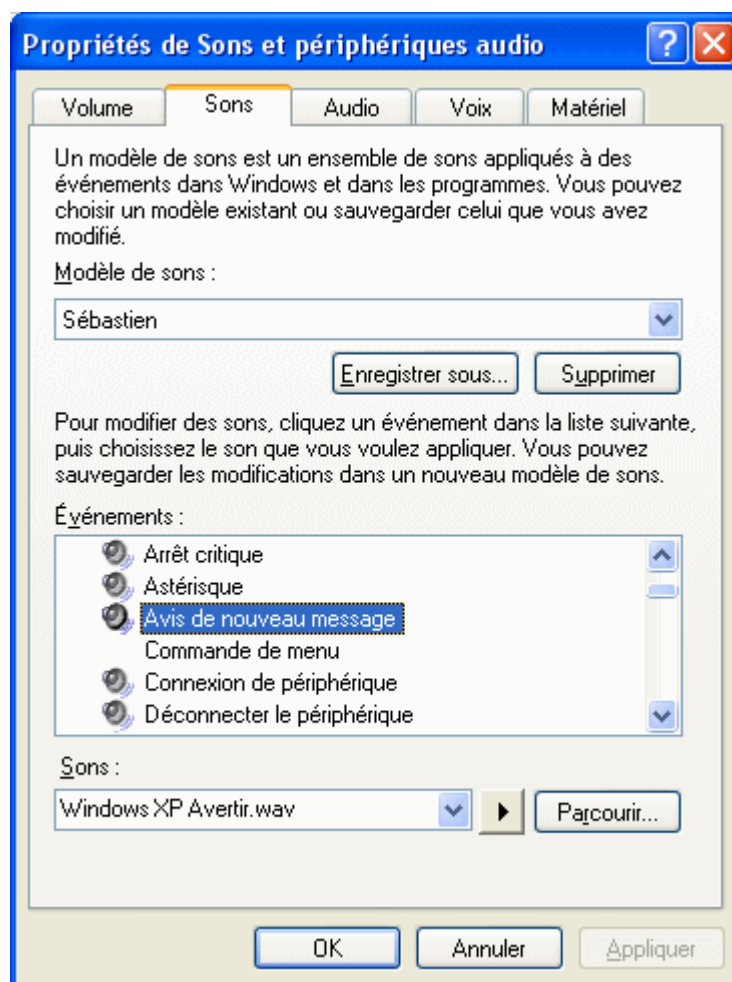 Propriétés de Sons et périphériques audio
Volume Sons Audio Voix Matériel
Un modèle de sons est un ensemble de sons appliqués à des
événements dans Windows et dans les programmes. Vous pouvez
choisir un modèle existant ou sauvegarder celui que vous avez
modifié.
Modèle de sons :
Sébastien
Enregistrer sous... Supprimer
Pour modifier des sons, cliquez un événement dans la liste suivante,
puis choisissez le son que vous voulez appliquer. Vous pouvez
sauvegarder les modifications dans un nouveau modèle de sons.
Événements :
Arrêt critique
Astérisque
Avis de nouveau message
Commande de menu
Connexion de périphérique
Déconnecter le périphérique
Sons :
Windows XP Avertir.wav Parcourir...
OK Annuler Appliquer